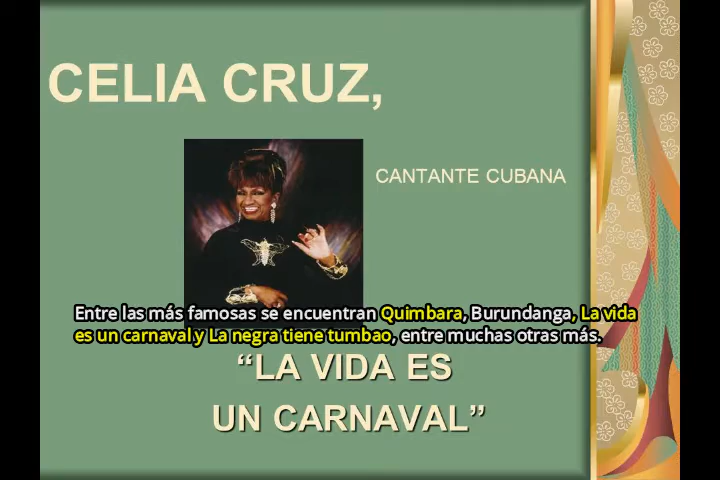 CELIA CRUZ,
CANTANTE CUBANA
Entre las más famosas se encuentran Quimbara, Burundanga, La vida
es un carnaval y La negra tiene tumbao, entre muchas otras más.
“LA VIDA ES
UN CARNAVAL”